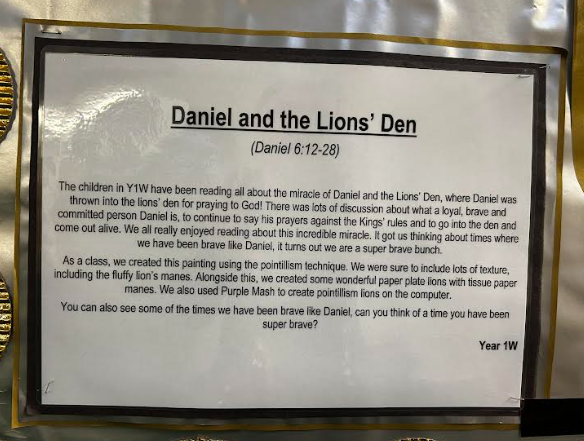 Daniel and the Lions' Den
(Daniel 6:12-28)
The children in Y1W have been reading all about the miracle of Daniel and the Lions' Den, where Daniel was
thrown into the lions' den for praying to God! There was lots of discussion about what a loyal, brave and
committed person Daniel is, to continue to say his prayers against the Kings' rules and to go into the den and
come out alive. We all really enjoyed reading about this incredible miracle. It got us thinking about times where
we have been brave like Daniel, it turns out we are a super brave bunch.
As a class, we created this painting using the pointillism technique. We were sure to include lots of texture,
including the fluffy lion's manes. Alongside this, we created some wonderful paper plate lions with tissue paper
manes. We also used Purple Mash to create pointillism lions on the computer.
You can also see some of the times we have been brave like Daniel, can you think of a time you have been
super brave?
Year 1W